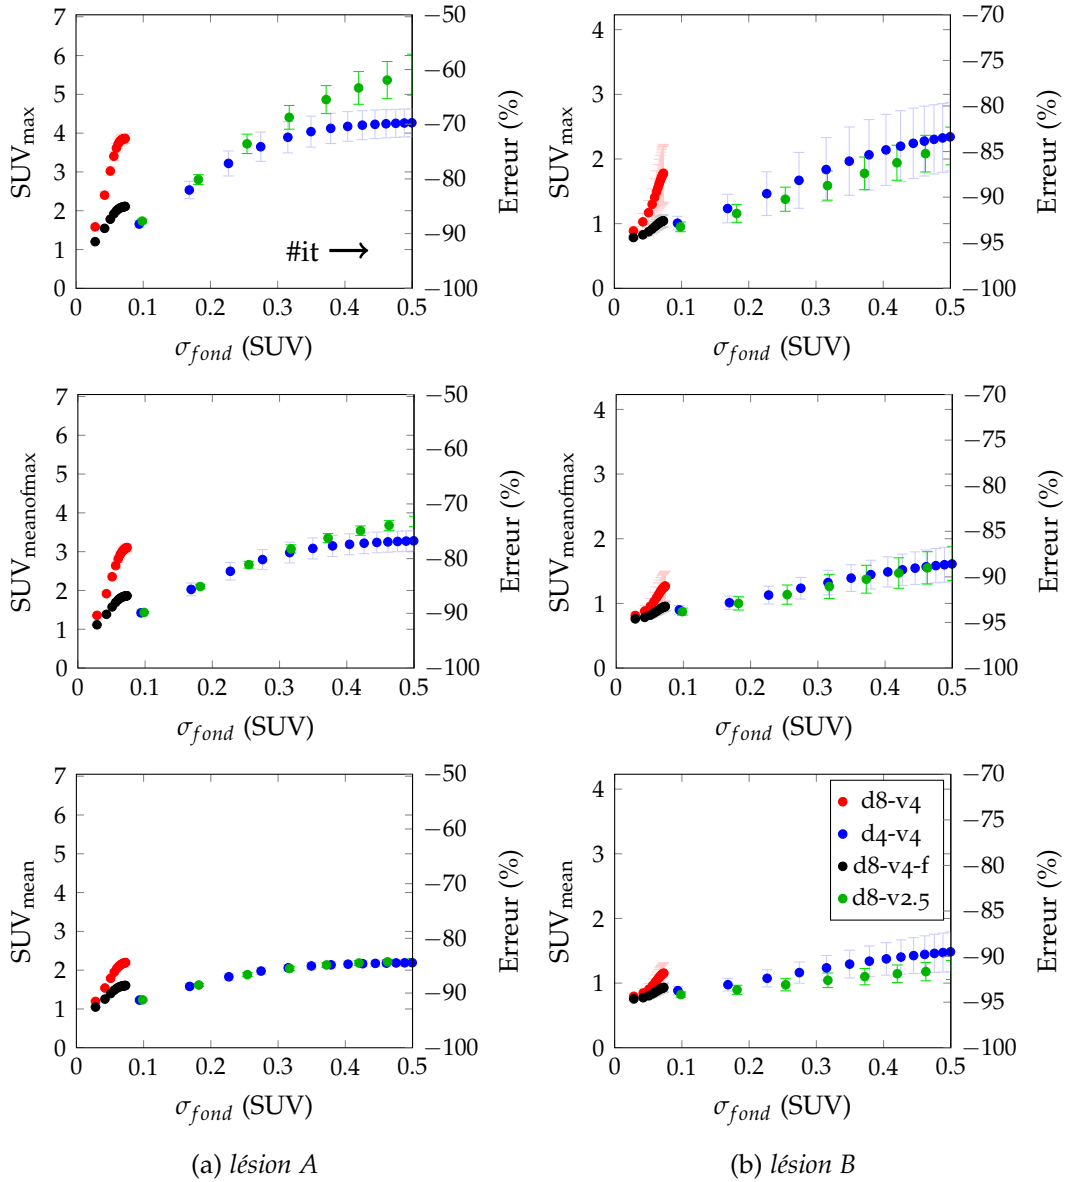 7
6
5
4
3
2
1
0
SUVmax
−50
−60
−70
−80
−90
−100
Erreur (%)
#it
0 0.1 0.2 0.3 0.4 0.5
σfond (SUV)
4
3
2
1
0
SUVmax
−70
−75
−80
−85
−90
−95
−100
Erreur (%)
0 0.1 0.2 0.3 0.4 0.5
σfond (SUV)
7
6
5
4
3
2
1
0
SUVmeanofmax
−50
−60
−70
−80
−90
−100
Erreur (%)
0 0.1 0.2 0.3 0.4 0.5
σfond (SUV)
4
3
2
1
0
SUVmeanofmax
−70
−75
−80
−85
−90
−95
−100
Erreur (%)
0 0.1 0.2 0.3 0.4 0.5
σfond (SUV)
7
6
5
4
3
2
1
0
SUVmean
−50
−60
−70
−80
−90
−100
Erreur (%)
0 0.1 0.2 0.3 0.4 0.5
σfond (SUV)
(a) lésion A
4
3
2
1
0
SUVmean
−70
−75
−80
−85
−90
−95
−100
Erreur (%)
d8-v4
d4-v4
d8-v4-f
d8-v2.5
0 0.1 0.2 0.3 0.4 0.5
σfond (SUV)
(b) lésion B